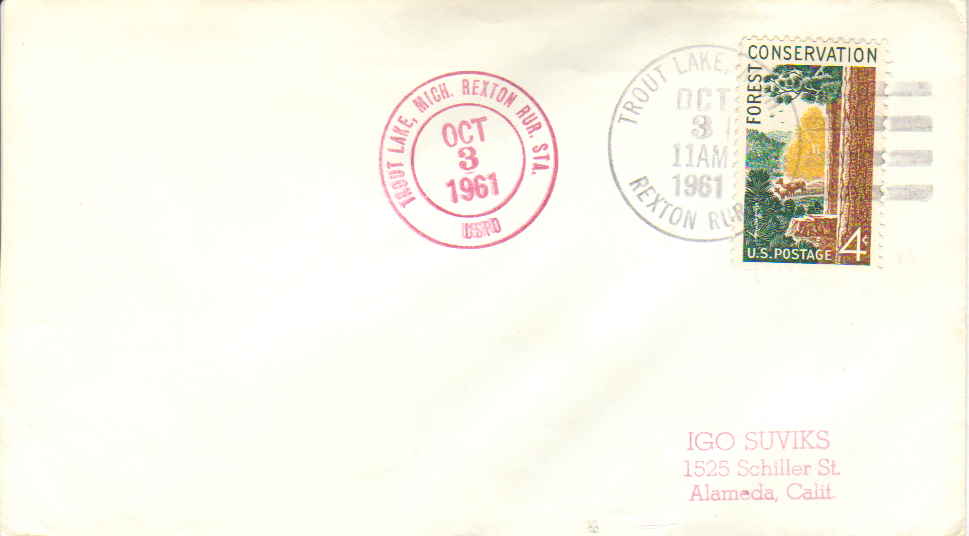 TROUT LAKE, MICH. REXTON RUR. STA.
OCT
3
1961
USPO
TROUT LAKE,
OCT
3
11AM
1961
REXTON RUR
FOREST CONSERVATION
U.S. POSTAGE 4¢
IGO SUVIKS
1525 Schiller St.
Alameda, Calif.